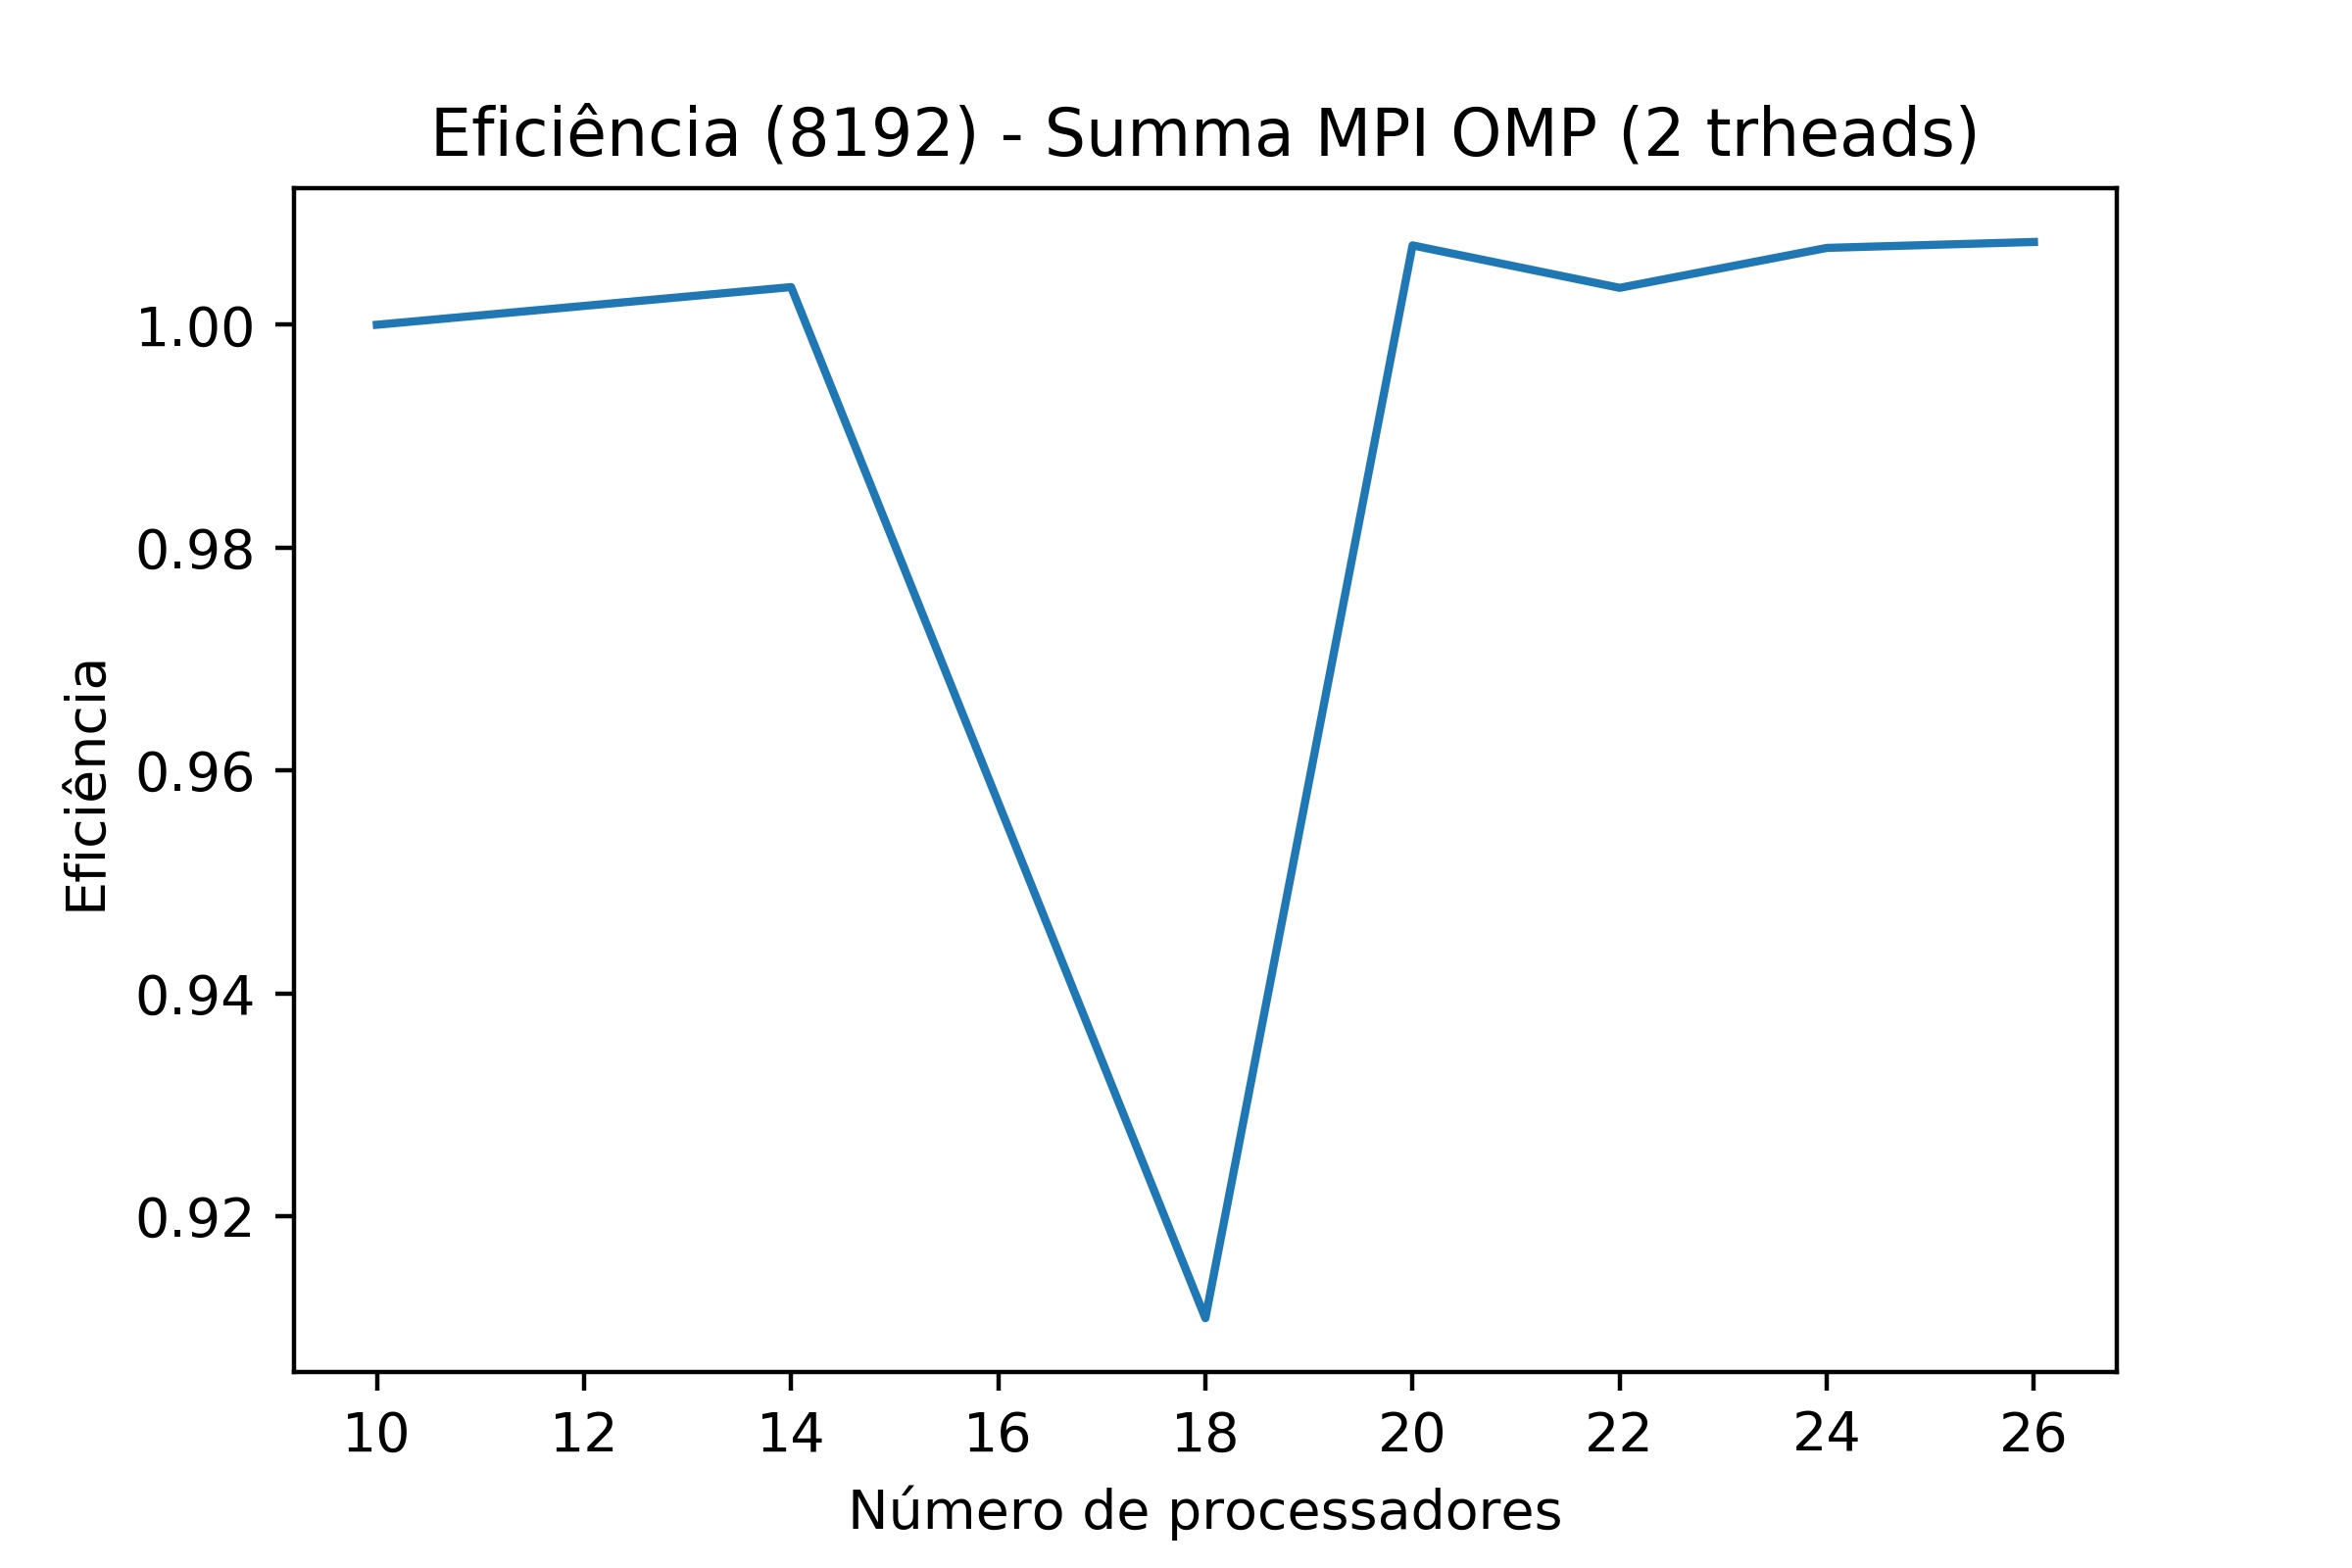 Eficiência (8192) - Summa MPI OMP (2 trheads)
Eficiência
1.00
0.98
0.96
0.94
0.92
10 12 14 16 18 20 22 24 26
Número de processadores